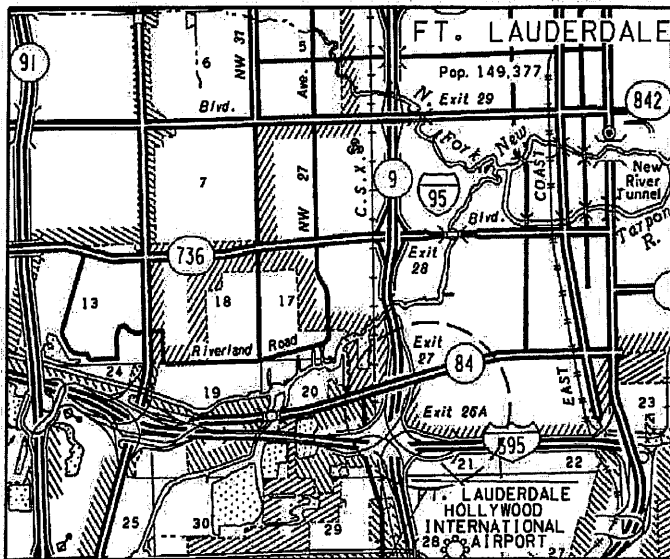 FT. LAUDERDALE
91
NW 31
Ave.
5
6
Pop. 149,377
Blvd.
N. Fork New
Exit 29
842
7
NW 27
C.S.X.
9
95
COAST
New
River
Tunnel
Tarpon
R.
Blvd.
736
Exit
28
13
18
17
Riverland Road
Exit
27
84
24
19
20
EAST
23
Exit 26A
595
21
22
25
30
29
28
FT. LAUDERDALE
HOLLYWOOD
INTERNATIONAL
AIRPORT
27